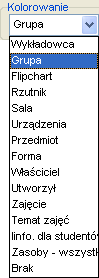 Kolorowanie
Grupa
Wykładowca
Grupa
Flipchart
Rzutnik
Sala
Urządzenia
Przedmiot
Forma
Właściciel
Utworzył
Zajęcie
Temat zajęć
Iinfo. dla studentów
Zasoby - wszystk
Brak